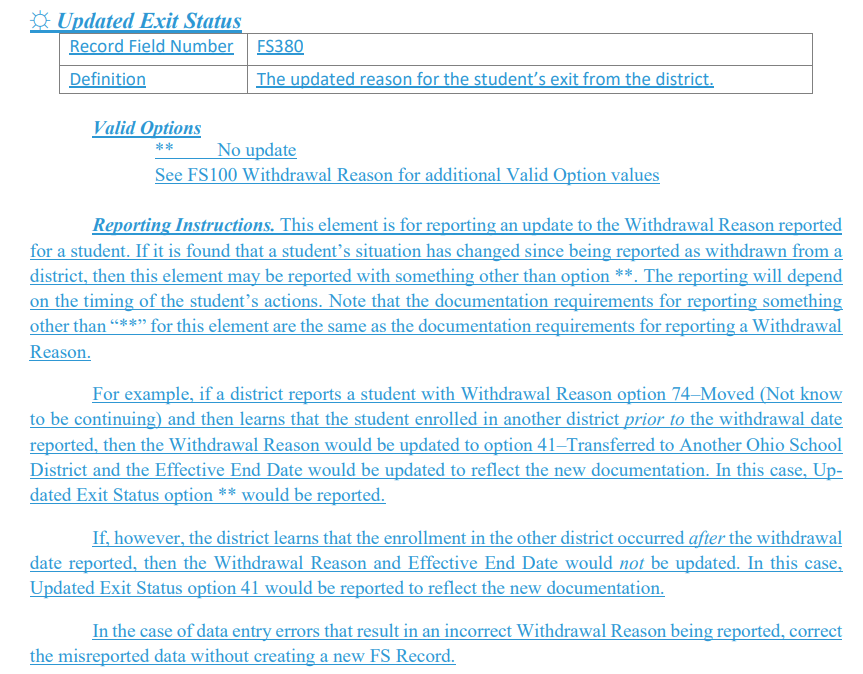 ☼ Updated Exit Status
Record Field Number FS380
Definition The updated reason for the student’s exit from the district.
Valid Options
** No update
See FS100 Withdrawal Reason for additional Valid Option values
Reporting Instructions. This element is for reporting an update to the Withdrawal Reason reported
for a student. If it is found that a student’s situation has changed since being reported as withdrawn from a
district, then this element may be reported with something other than option **. The reporting will depend
on the timing of the student’s actions. Note that the documentation requirements for reporting something
other than “**” for this element are the same as the documentation requirements for reporting a Withdrawal
Reason.
For example, if a district reports a student with Withdrawal Reason option 74–Moved (Not know
to be continuing) and then learns that the student enrolled in another district prior to the withdrawal date
reported, then the Withdrawal Reason would be updated to option 41–Transferred to Another Ohio School
District and the Effective End Date would be updated to reflect the new documentation. In this case, Up-
dated Exit Status option ** would be reported.
If, however, the district learns that the enrollment in the other district occurred after the withdrawal
date reported, then the Withdrawal Reason and Effective End Date would not be updated. In this case,
Updated Exit Status option 41 would be reported to reflect the new documentation.
In the case of data entry errors that result in an incorrect Withdrawal Reason being reported, correct
the misreported data without creating a new FS Record.